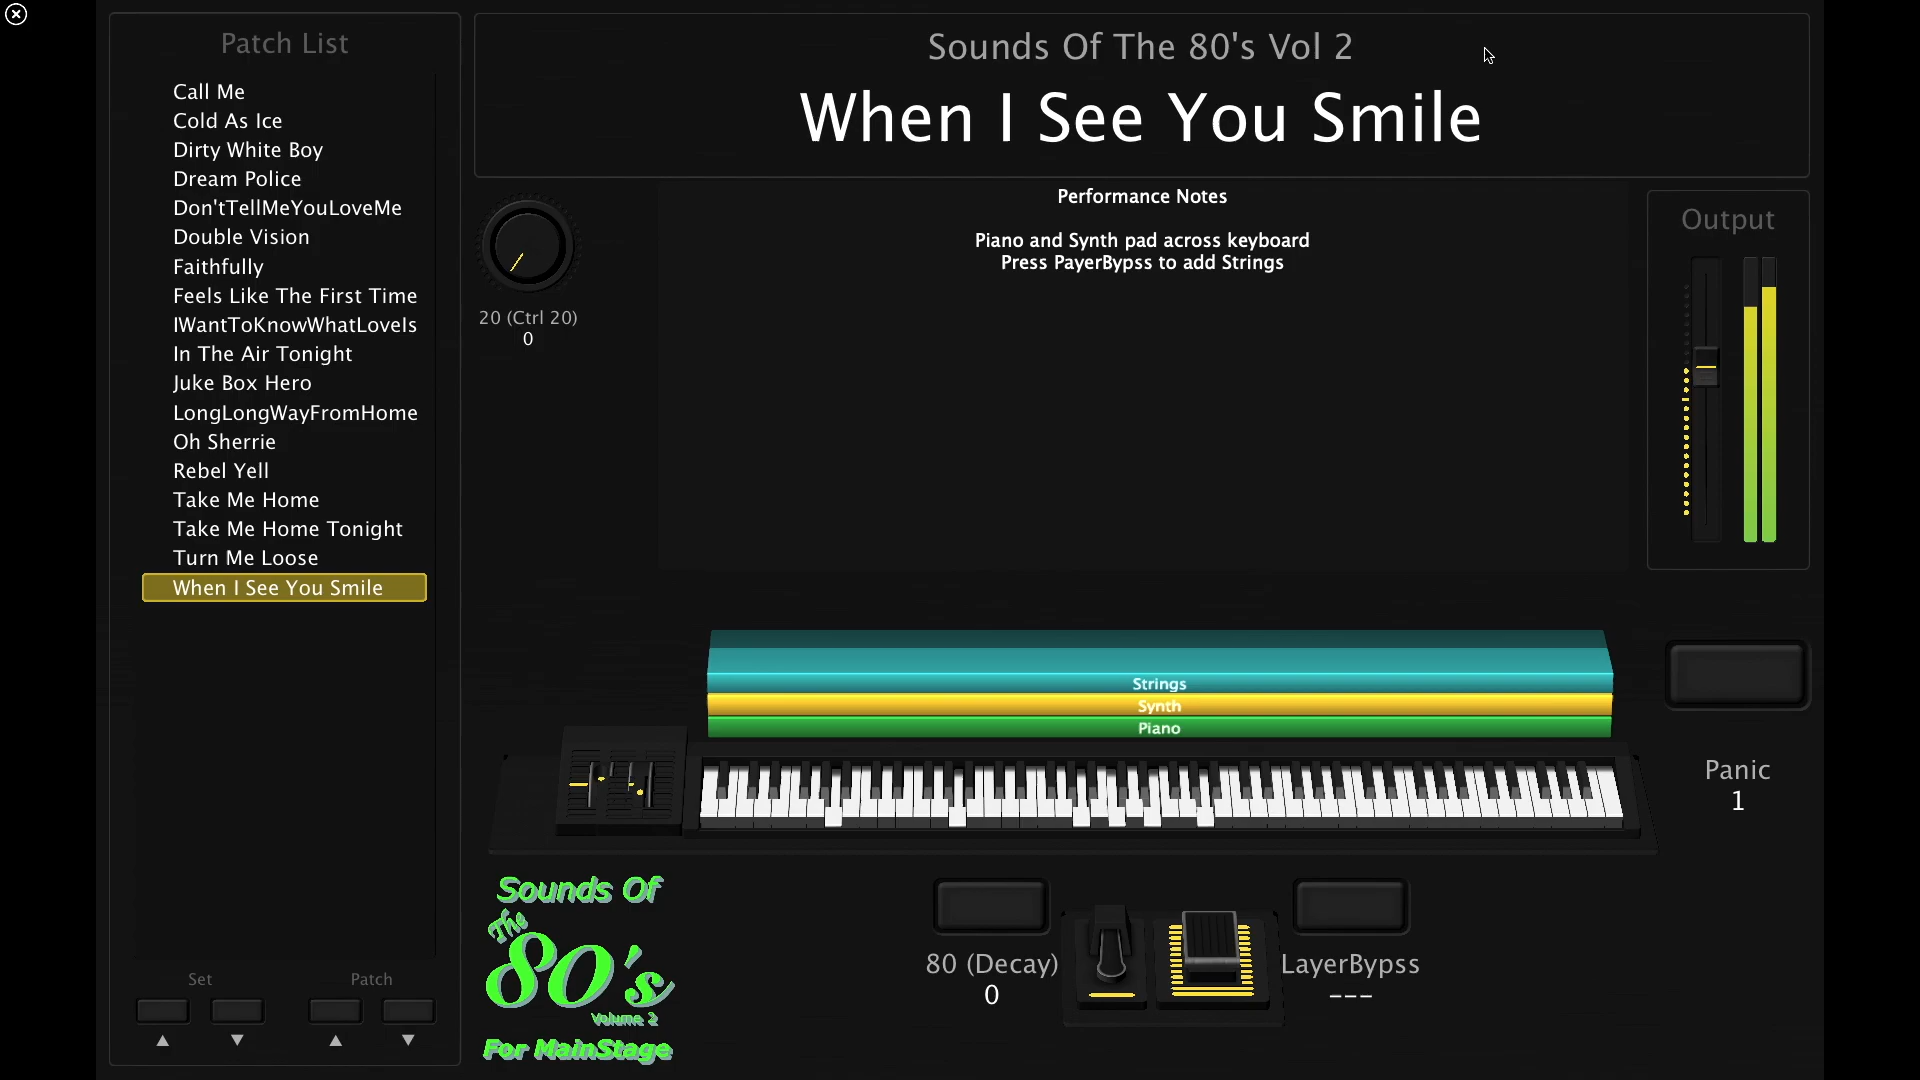 Patch List
Call Me
Cold As Ice
Dirty White Boy
Dream Police
Don'tTellMeYouLoveMe
Double Vision
Faithfully
Feels Like The First Time
IWantToKnowWhatLoveIs
In The Air Tonight
Juke Box Hero
LongLongWayFromHome
Oh Sherrie
Rebel Yell
Take Me Home
Take Me Home Tonight
Turn Me Loose
When I See You Smile
Set
Patch
Sounds Of The 80's Vol 2
When I See You Smile
20 (Ctrl 20)
0
Performance Notes
Piano and Synth pad across keyboard
Press PayerBypss to add Strings
Output
Strings
Synth
Piano
Panic
1
Sounds Of
The
80's
Volume 2
For MainStage
80 (Decay)
0
LayerBypss
---